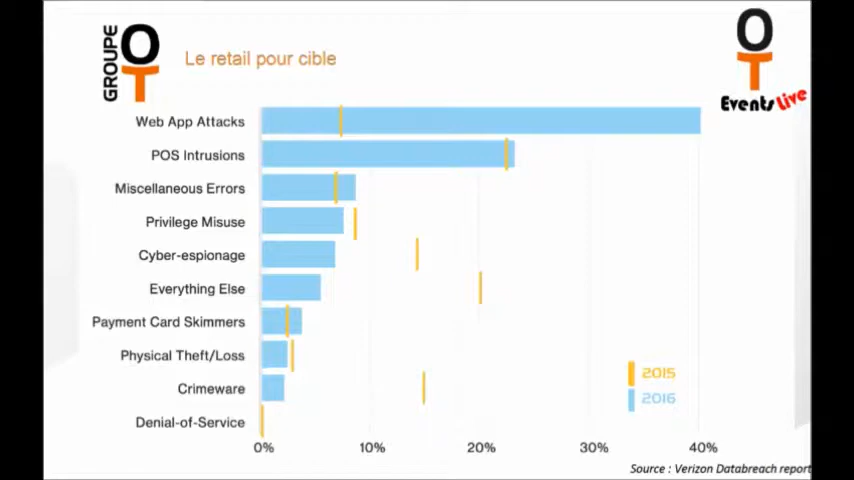 GROUPE OT
Le retail pour cible
OT
Events Live
Web App Attacks
POS Intrusions
Miscellaneous Errors
Privilege Misuse
Cyber-espionage
Everything Else
Payment Card Skimmers
Physical Theft/Loss
Crimeware
Denial-of-Service
2015
2016
0% 10% 20% 30% 40%
Source : Verizon Databreach report